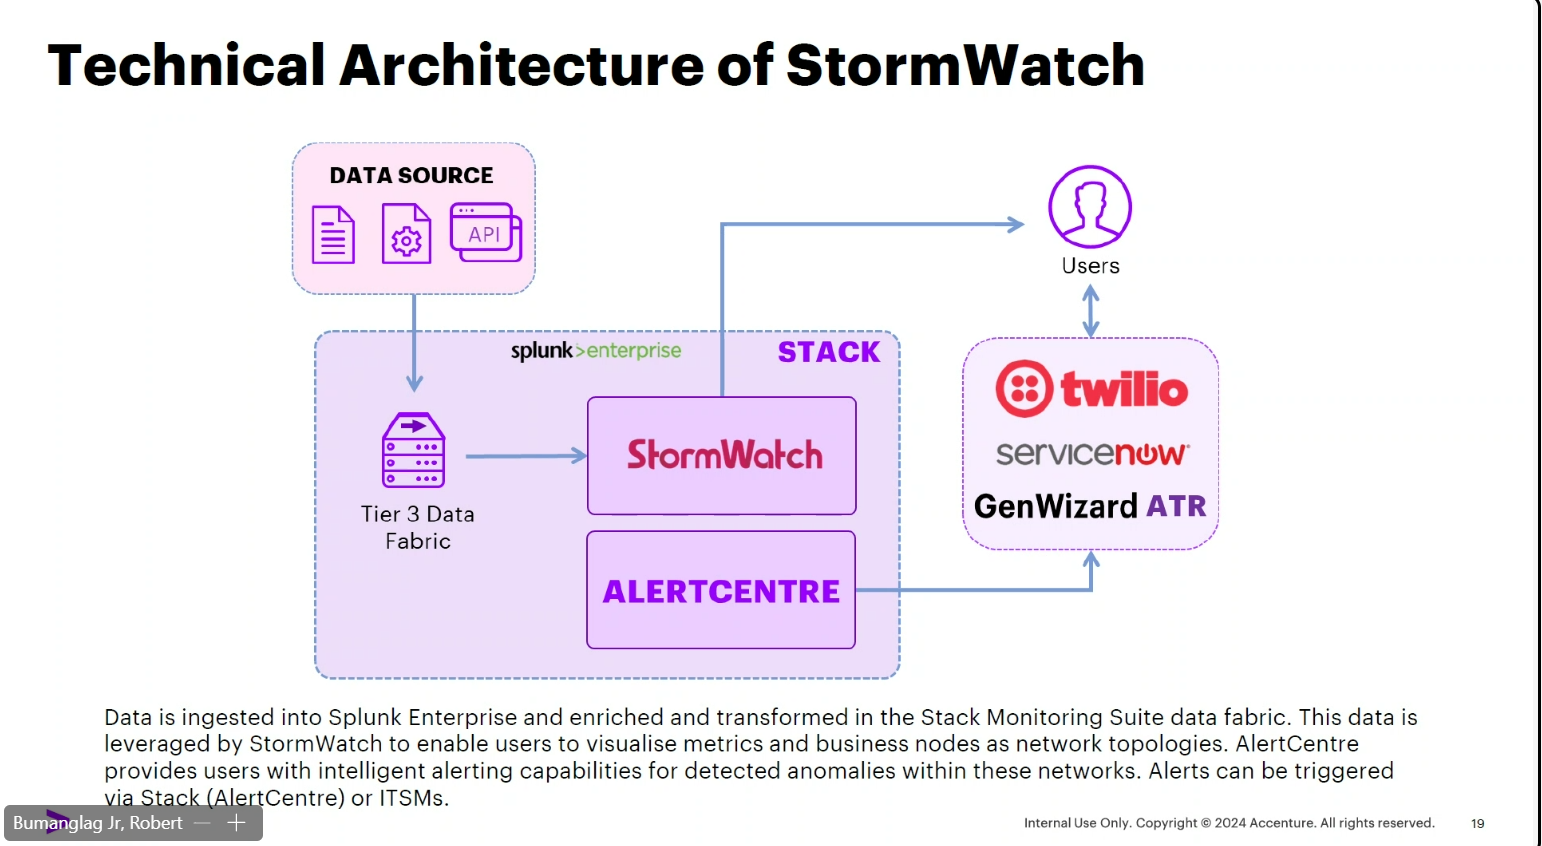 Technical Architecture of StormWatch
DATA SOURCE
API
Users
splunk>enterprise
STACK
twilio
StormWatch
servicenow
GenWizard ATR
Tier 3 Data
Fabric
ALERTCENTRE
Data is ingested into Splunk Enterprise and enriched and transformed in the Stack Monitoring Suite data fabric. This data is
leveraged by StormWatch to enable users to visualise metrics and business nodes as network topologies. AlertCentre
provides users with intelligent alerting capabilities for detected anomalies within these networks. Alerts can be triggered
via Stack (AlertCentre) or ITSMs.
Bumanglag Jr, Robert
Internal Use Only. Copyright © 2024 Accenture. All rights reserved.
19